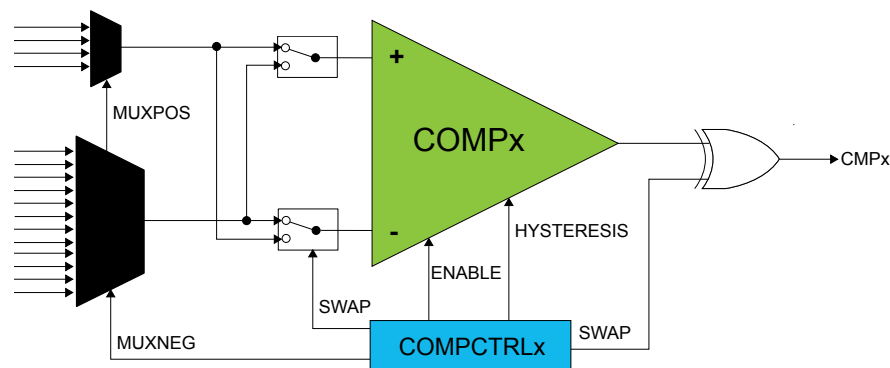 MUXPOS
+
COMPx
CMPx
-
HYSTERESIS
ENABLE
SWAP
SWAP
MUXNEG
COMPCTRLx